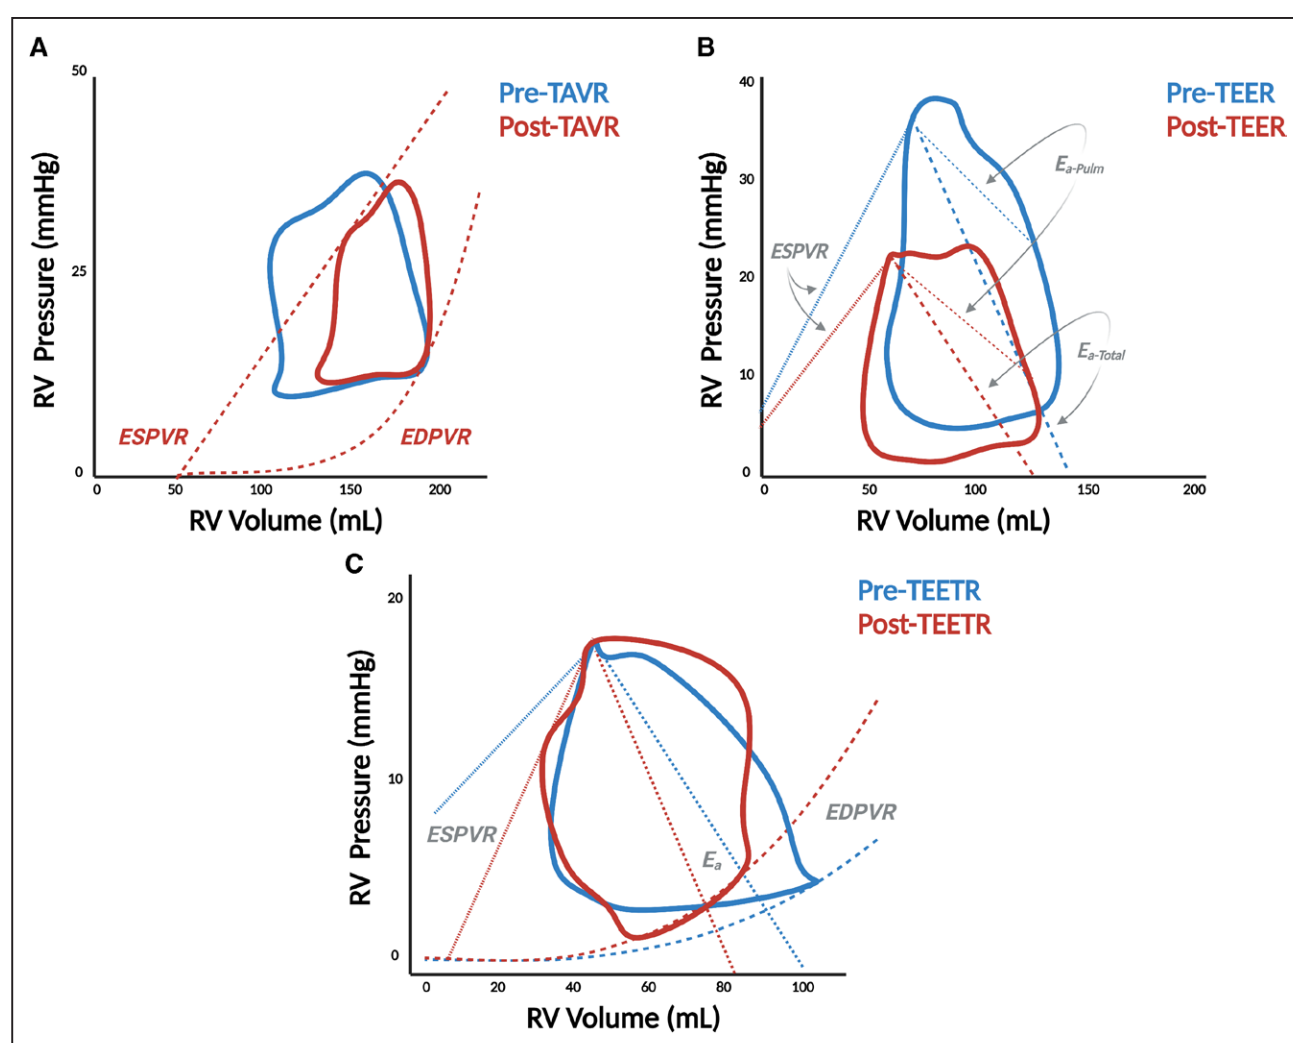 A
50
Pre-TAVR
Post-TAVR
RV Pressure (mmHg)
25
ESPVR
EDPVR
0
0 50 100 150 200
RV Volume (mL)
B
40
Pre-TEER
Post-TEER
RV Pressure (mmHg)
30
Ea-Pulm
ESPVR
20
Ea-Total
10
0
0 50 100 150 200
RV Volume (mL)
C
20
Pre-TEETR
Post-TEETR
RV Pressure (mmHg)
10
ESPVR
EDPVR
Ea
0
0 20 40 60 80 100
RV Volume (mL)